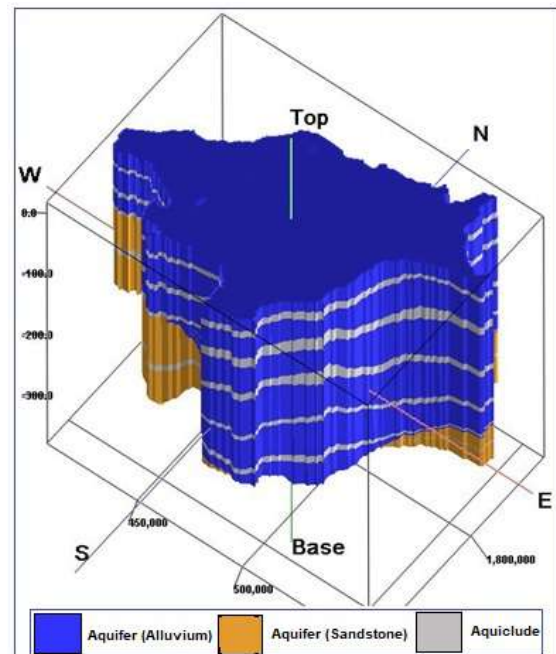 Top
N
W
0.0
-100.0
-200.0
-300.0
450,000
S
Base
E
500,000
1,800,000
Aquifer (Alluvium)
Aquifer (Sandstone)
Aquiclude